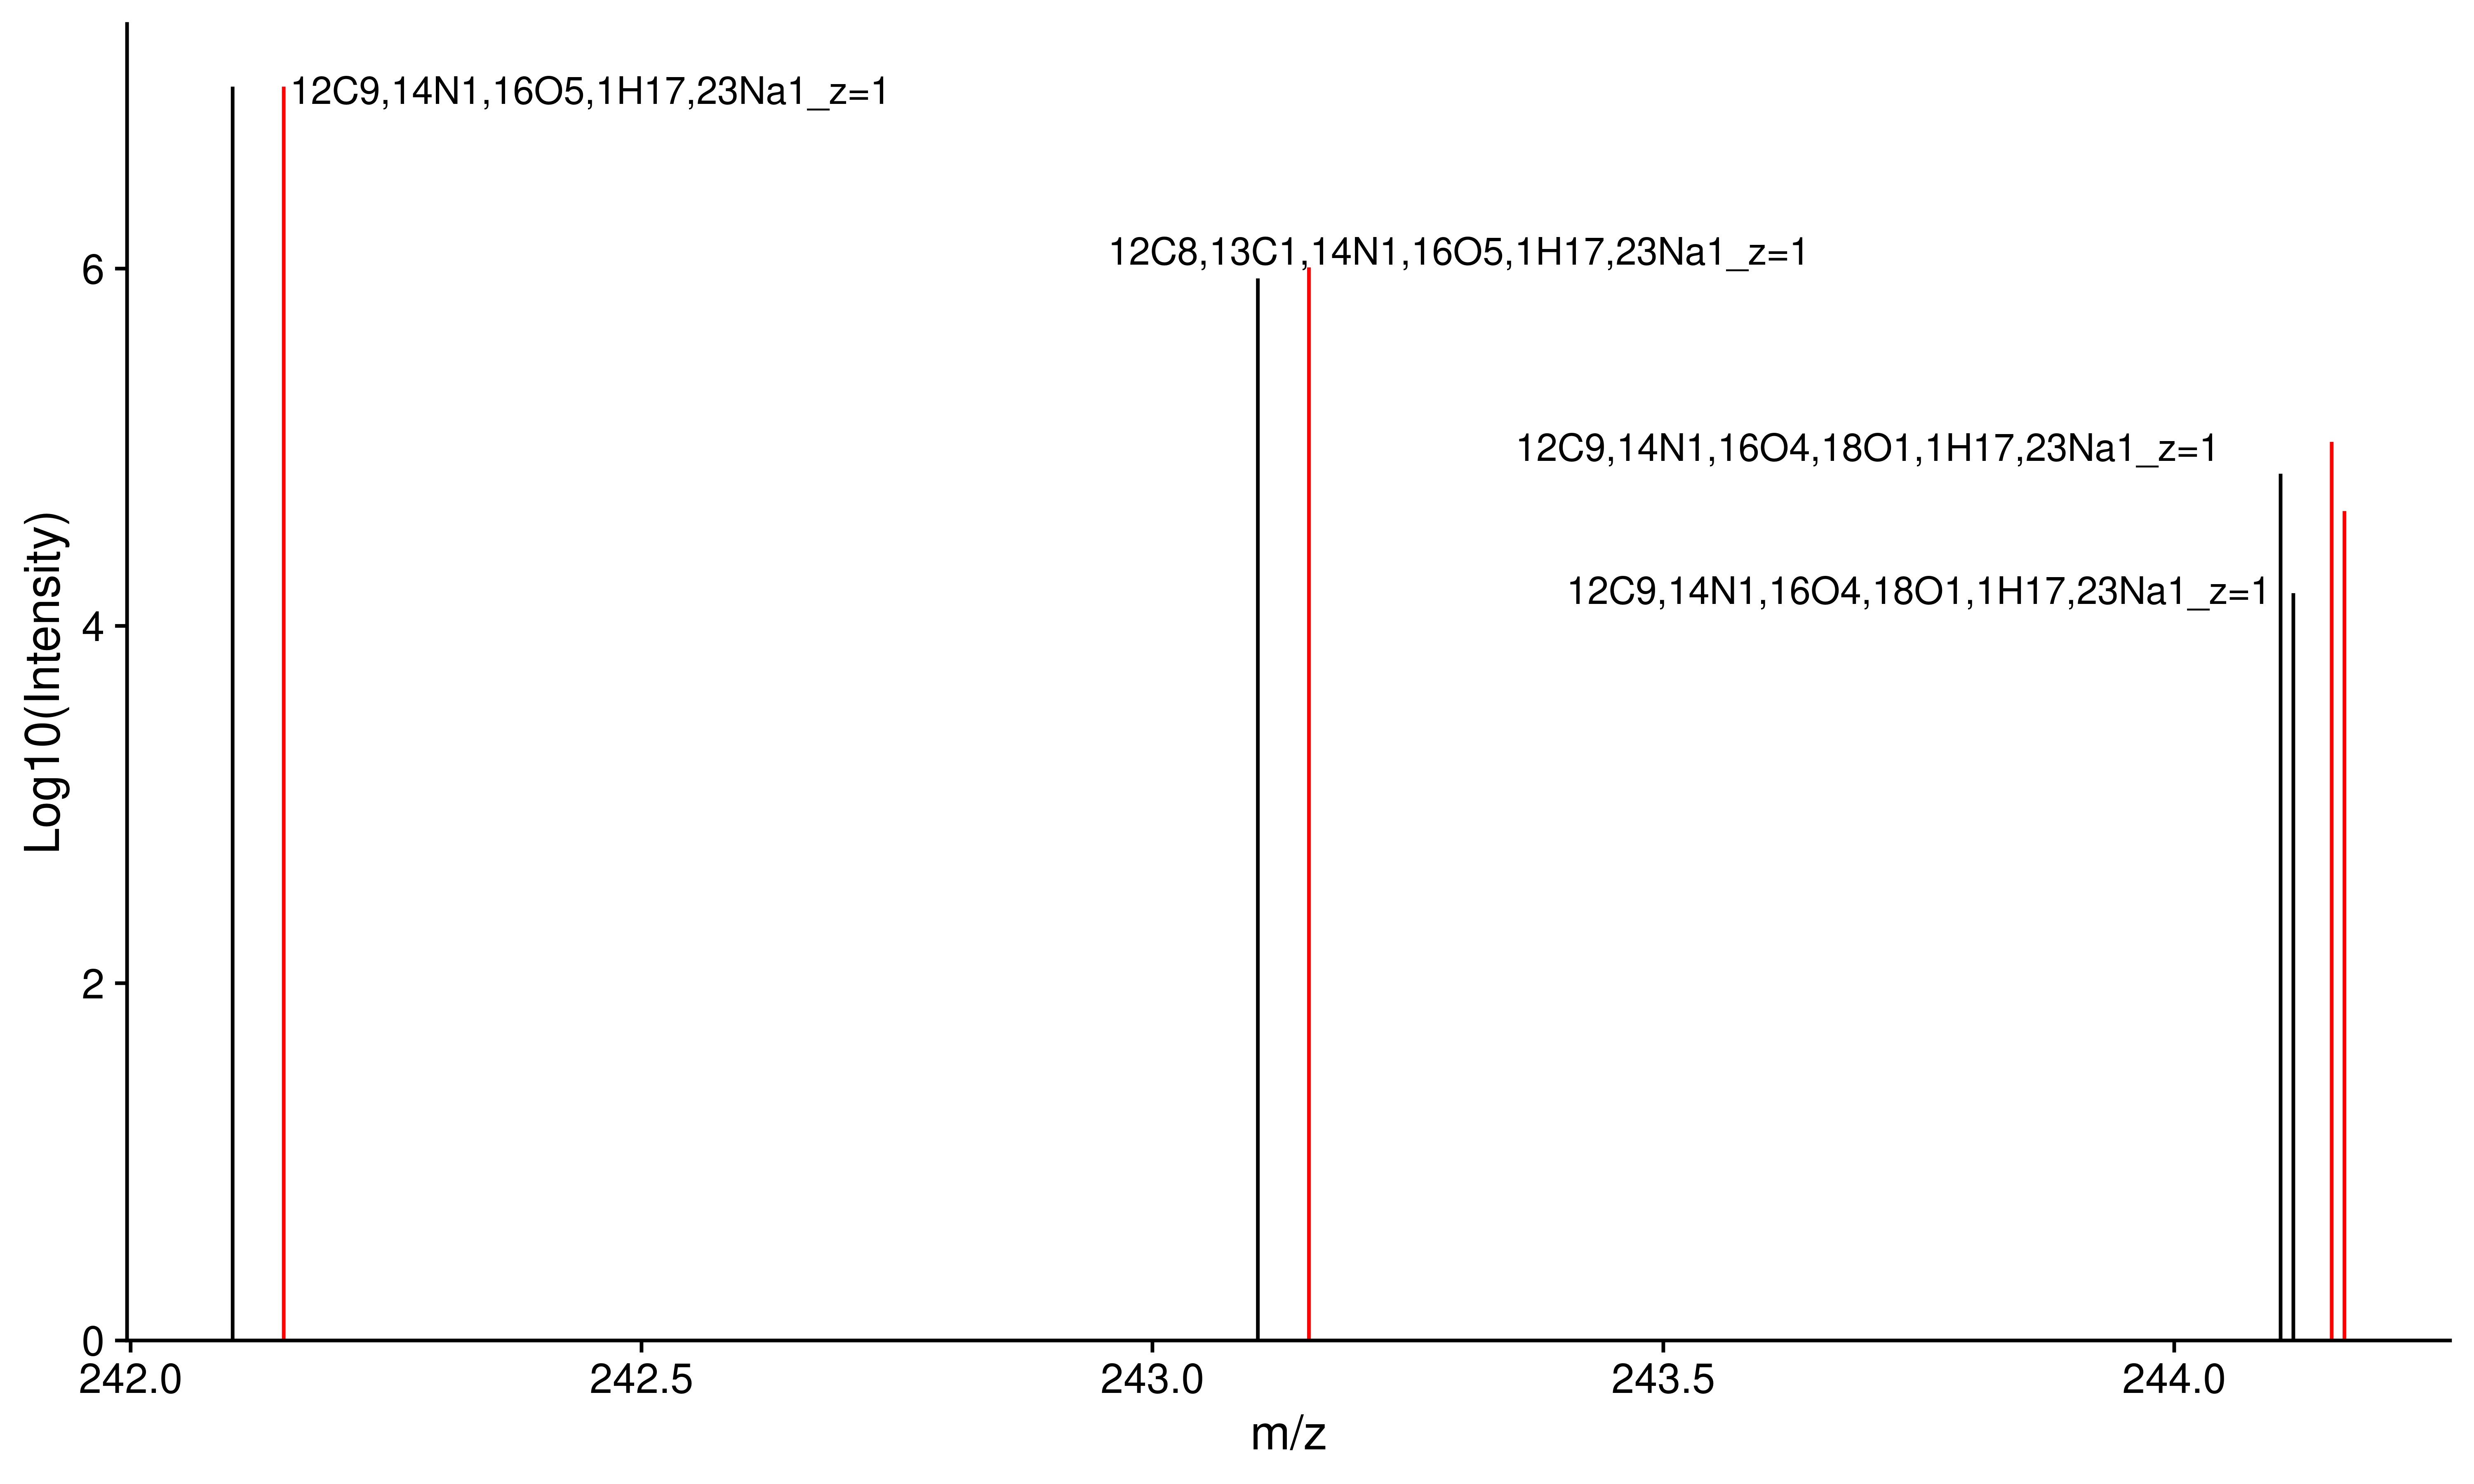 12C9,14N1,16O5,1H17,23Na1_z=1
12C8,13C1,14N1,16O5,1H17,23Na1_z=1
12C9,14N1,16O4,18O1,1H17,23Na1_z=1
12C9,14N1,16O4,18O1,1H17,23Na1_z=1
Log10(Intensity)
6
4
2
0
242.0 242.5 243.0 243.5 244.0
m/z